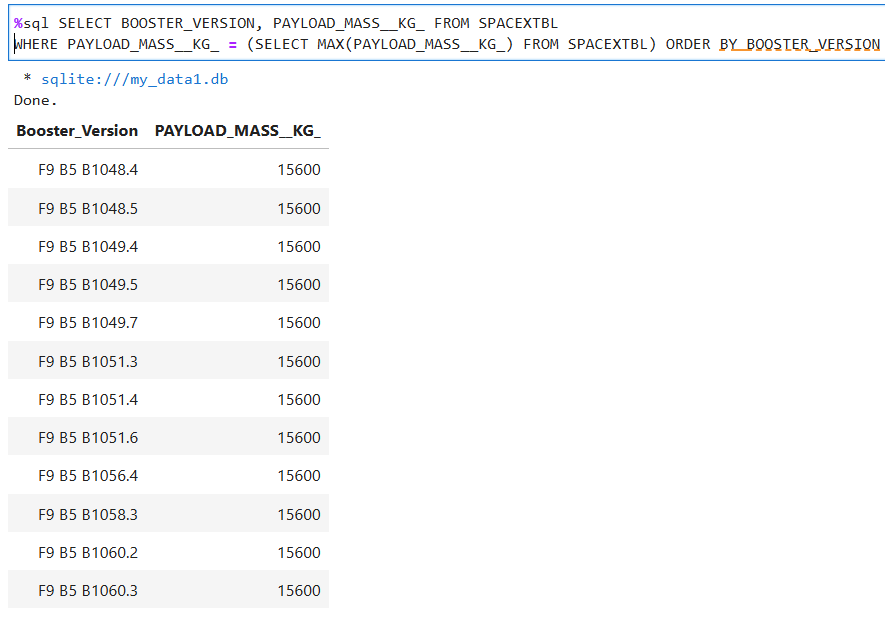 %sql SELECT BOOSTER_VERSION, PAYLOAD_MASS__KG_ FROM SPACEXTBL
WHERE PAYLOAD_MASS__KG_ = (SELECT MAX(PAYLOAD_MASS__KG_) FROM SPACEXTBL) ORDER BY BOOSTER_VERSION
* sqlite:///my_data1.db
Done.
Booster_Version PAYLOAD_MASS__KG_
F9 B5 B1048.4 15600
F9 B5 B1048.5 15600
F9 B5 B1049.4 15600
F9 B5 B1049.5 15600
F9 B5 B1049.7 15600
F9 B5 B1051.3 15600
F9 B5 B1051.4 15600
F9 B5 B1051.6 15600
F9 B5 B1056.4 15600
F9 B5 B1058.3 15600
F9 B5 B1060.2 15600
F9 B5 B1060.3 15600